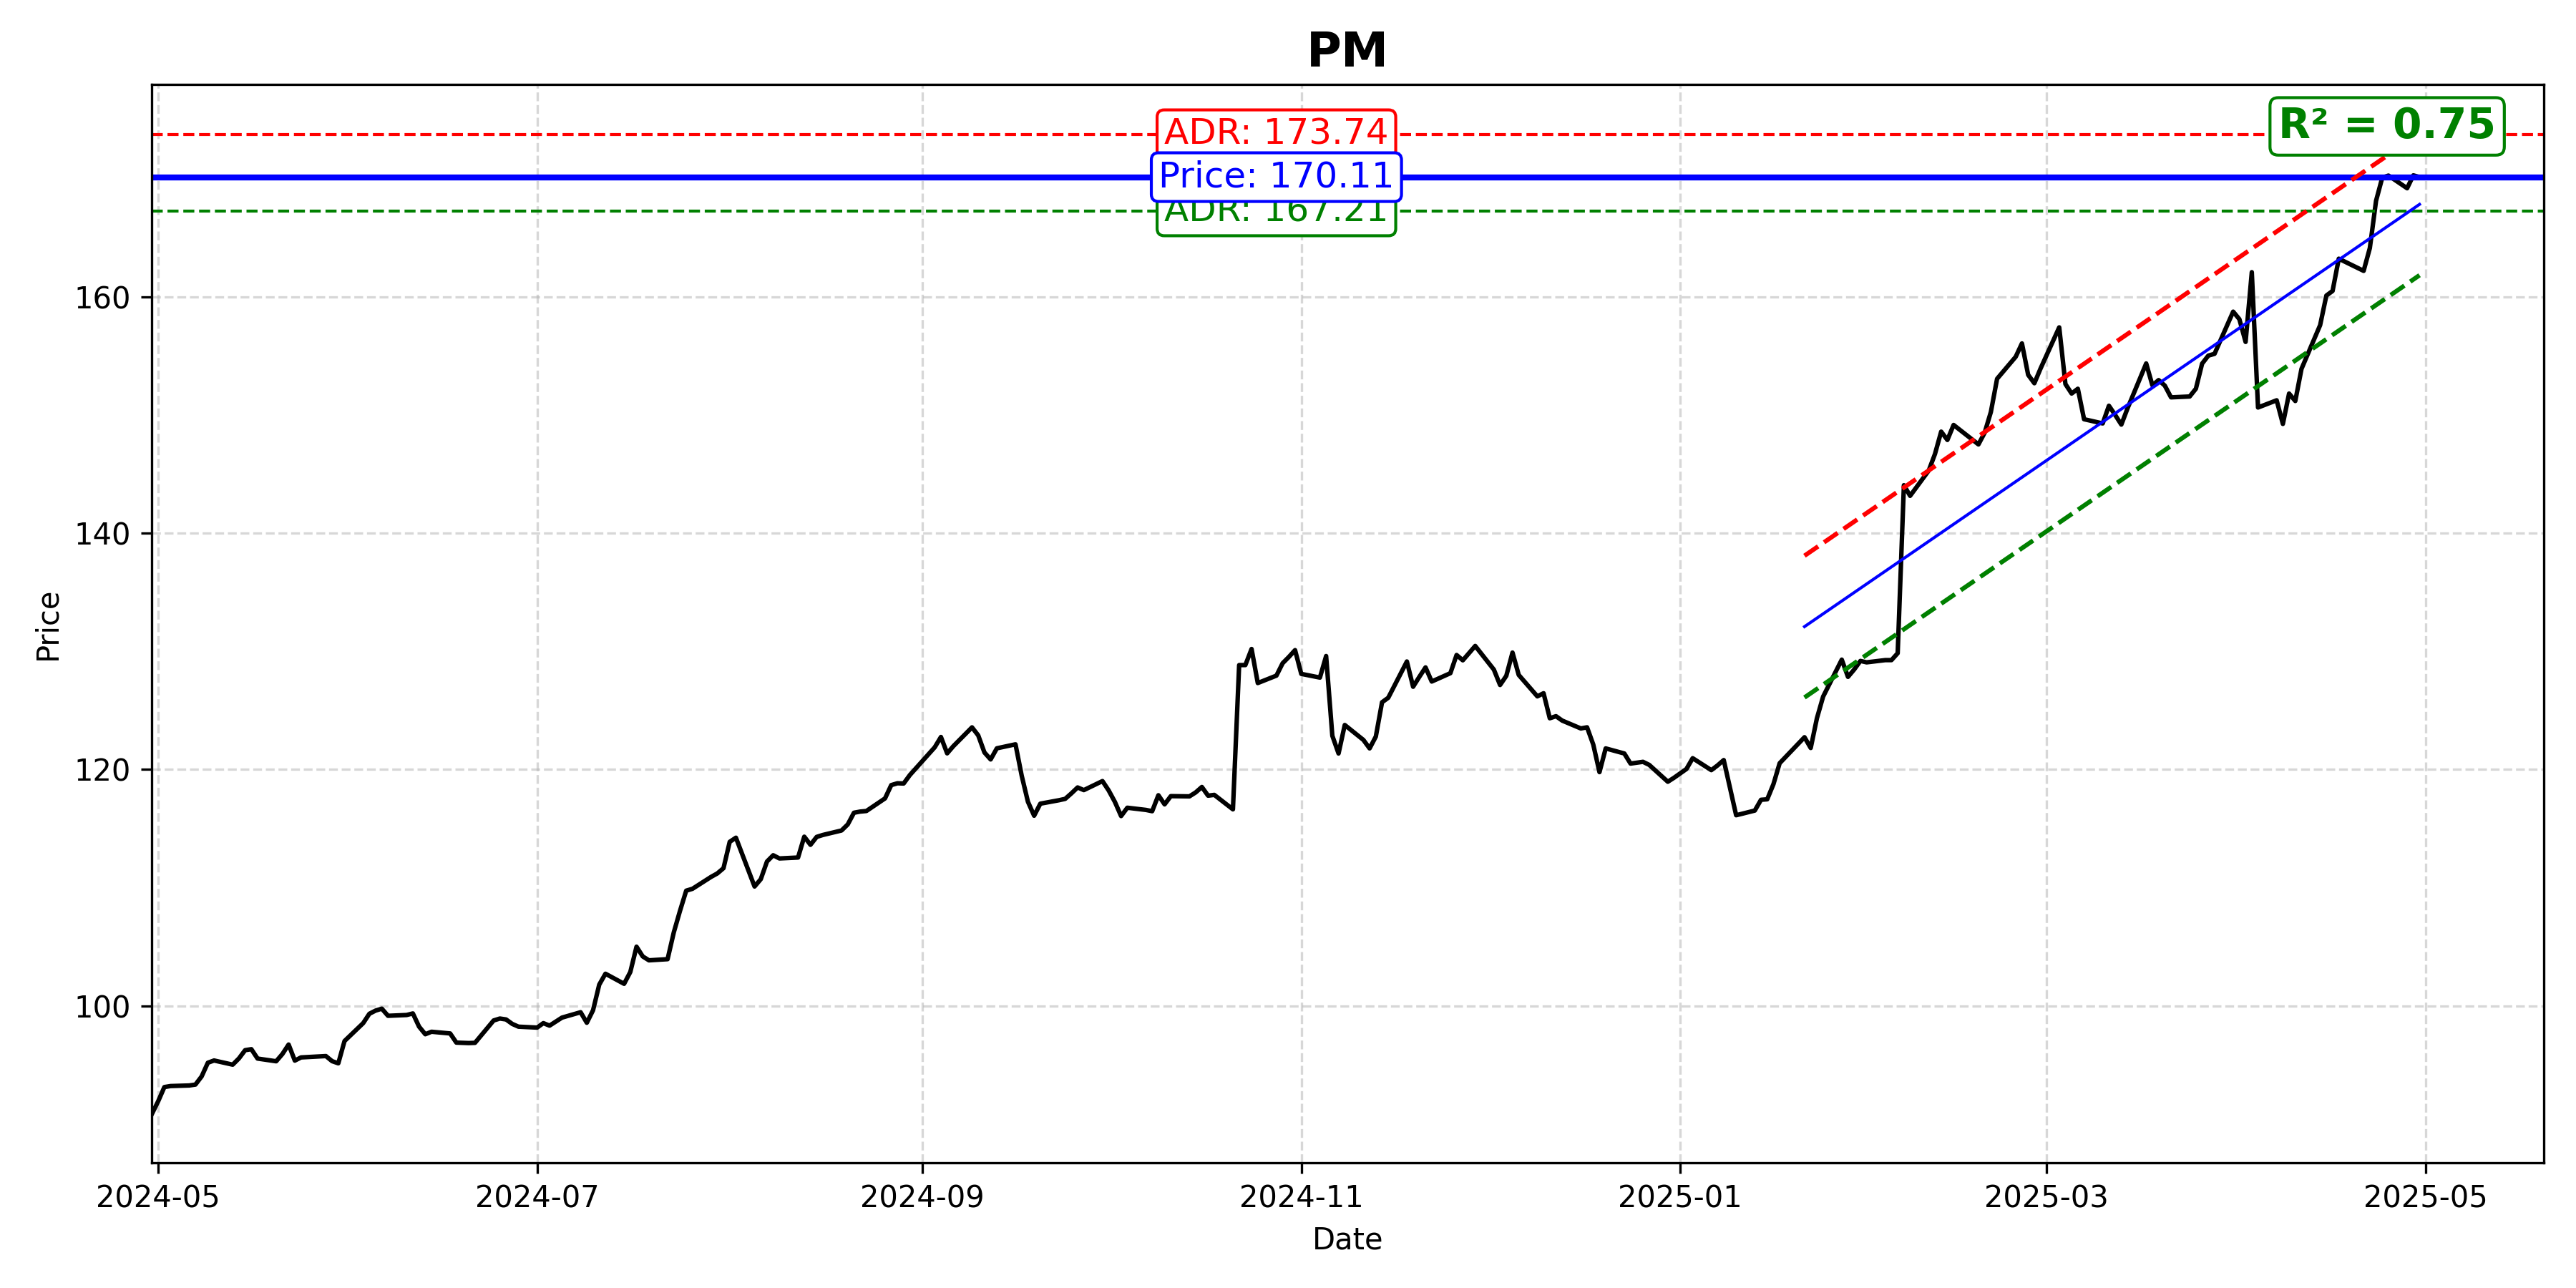 PM
ADR: 173.74
R² = 0.75
Price: 170.11
ADR: 167.21
160
140
120
100
Price
2024-05
2024-07
2024-09
2024-11
2025-01
2025-03
2025-05
Date